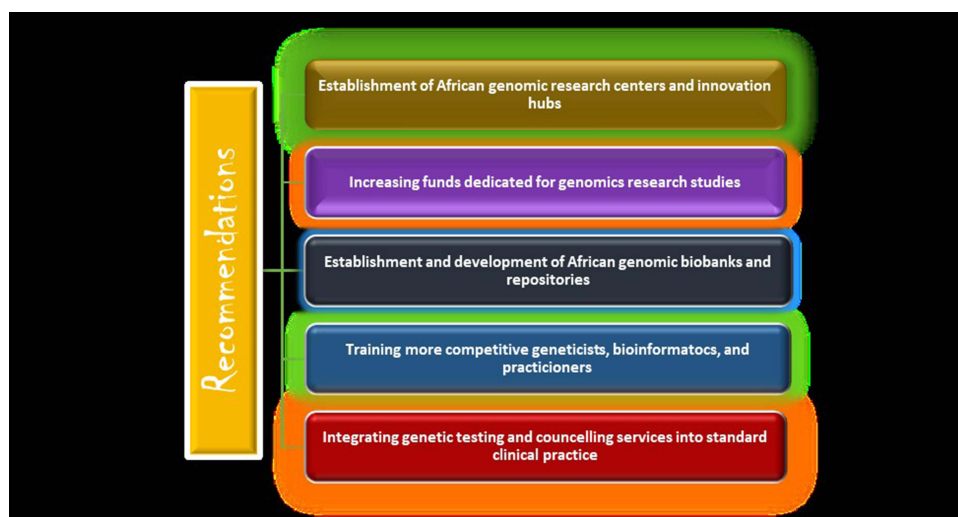 Recommendations
Establishment of African genomic research centers and innovation
hubs
Increasing funds dedicated for genomics research studies
Establishment and development of African genomic biobanks and
repositories
Training more competitive geneticists, bioinformatocs, and
practicioners
Integrating genetic testing and councelling services into standard
clinical practice